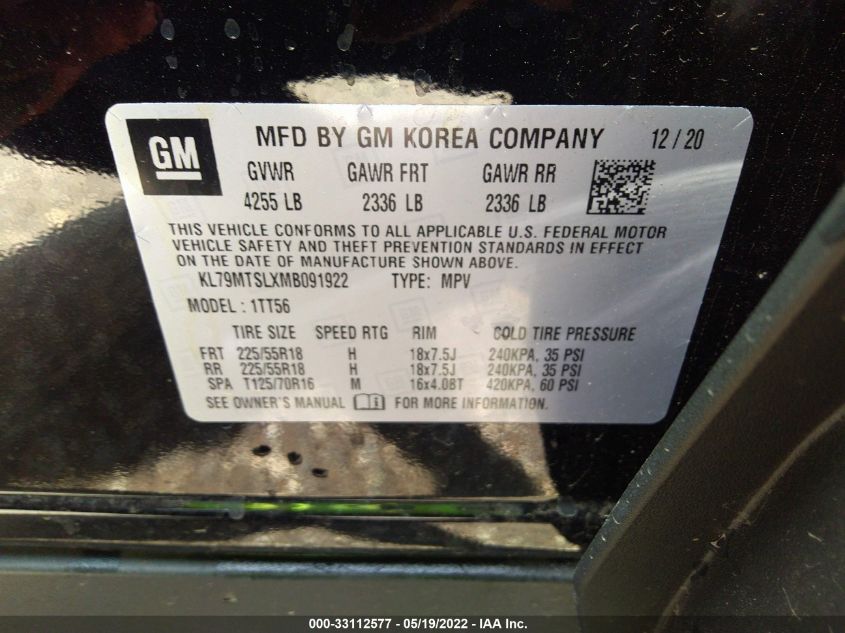 GM
MFD BY GM KOREA COMPANY 12/20
GVWR GAWR FRT GAWR RR
4255 LB 2336 LB 2336 LB
THIS VEHICLE CONFORMS TO ALL APPLICABLE U.S. FEDERAL MOTOR
VEHICLE SAFETY AND THEFT PREVENTION STANDARDS IN EFFECT
ON THE DATE OF MANUFACTURE SHOWN ABOVE.
KL79MTSLXMB091922 TYPE: MPV
MODEL: 1TT56
TIRE SIZE SPEED RTG RIM COLD TIRE PRESSURE
FRT 225/55R18 H 18x7.5J 240KPA, 35 PSI
RR 225/55R18 H 18x7.5J 240KPA, 35 PSI
SPA T125/70R16 M 16x4.0BT 420KPA, 60 PSI
SEE OWNER'S MANUAL FOR MORE INFORMATION.
000-33112577 - 05/19/2022 - IAA Inc.